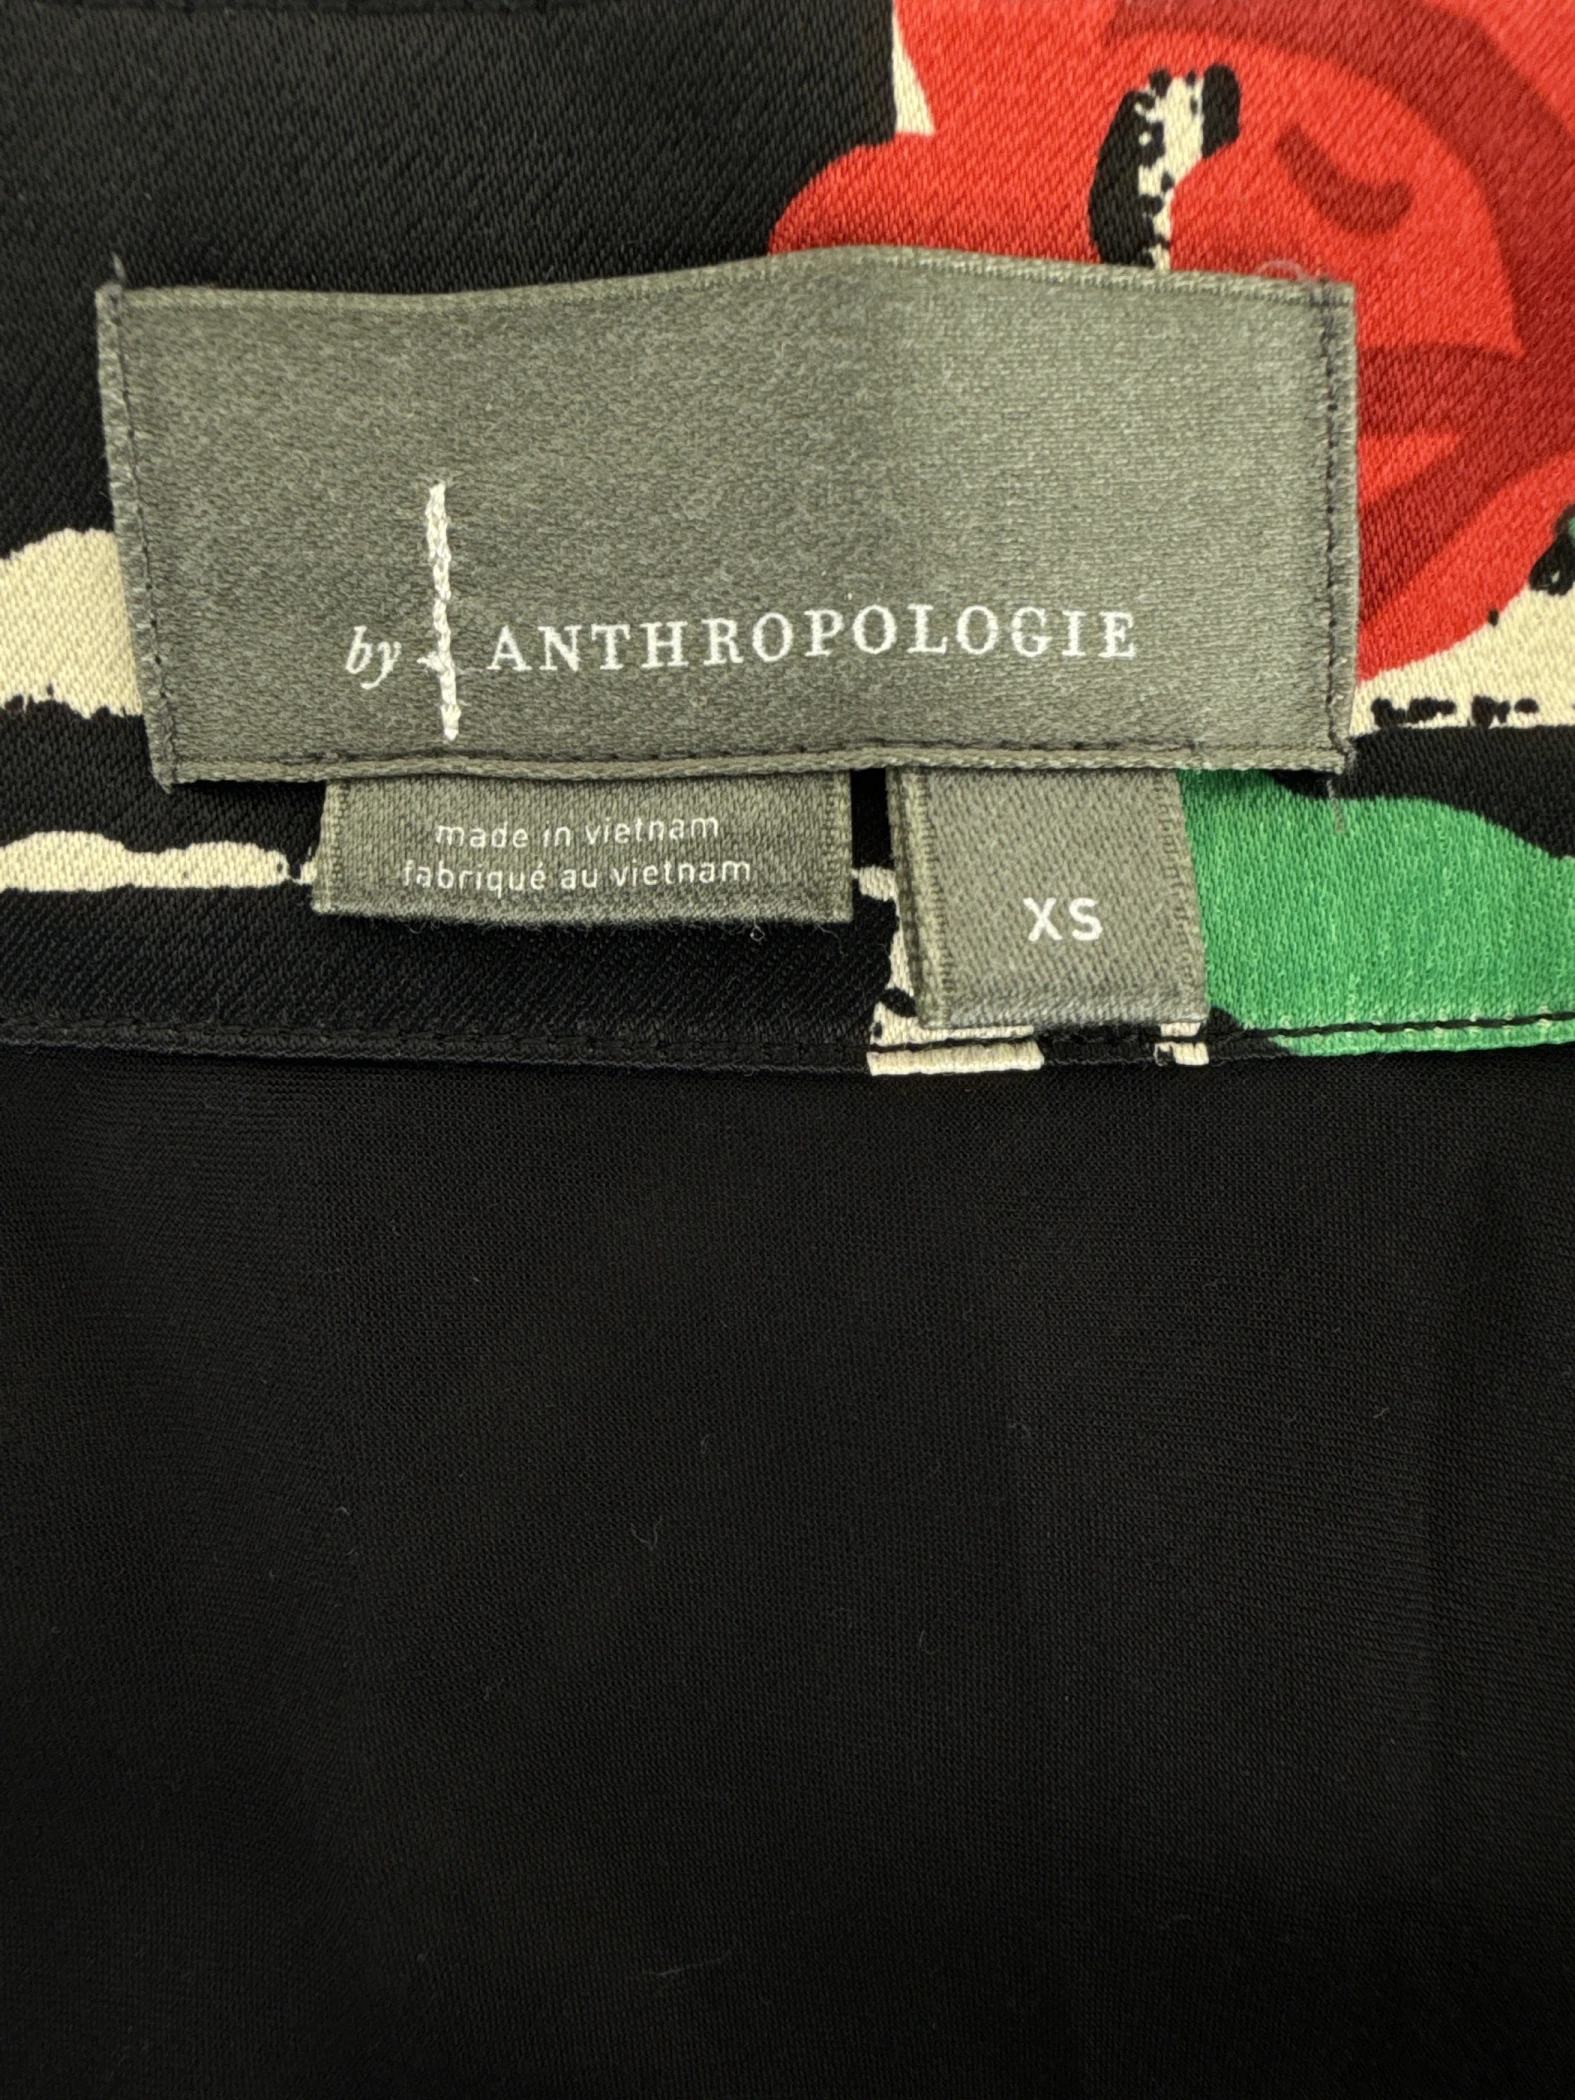 by ANTHROPOLOGIE
made in vietnam
fabriqué au vietnam
XS